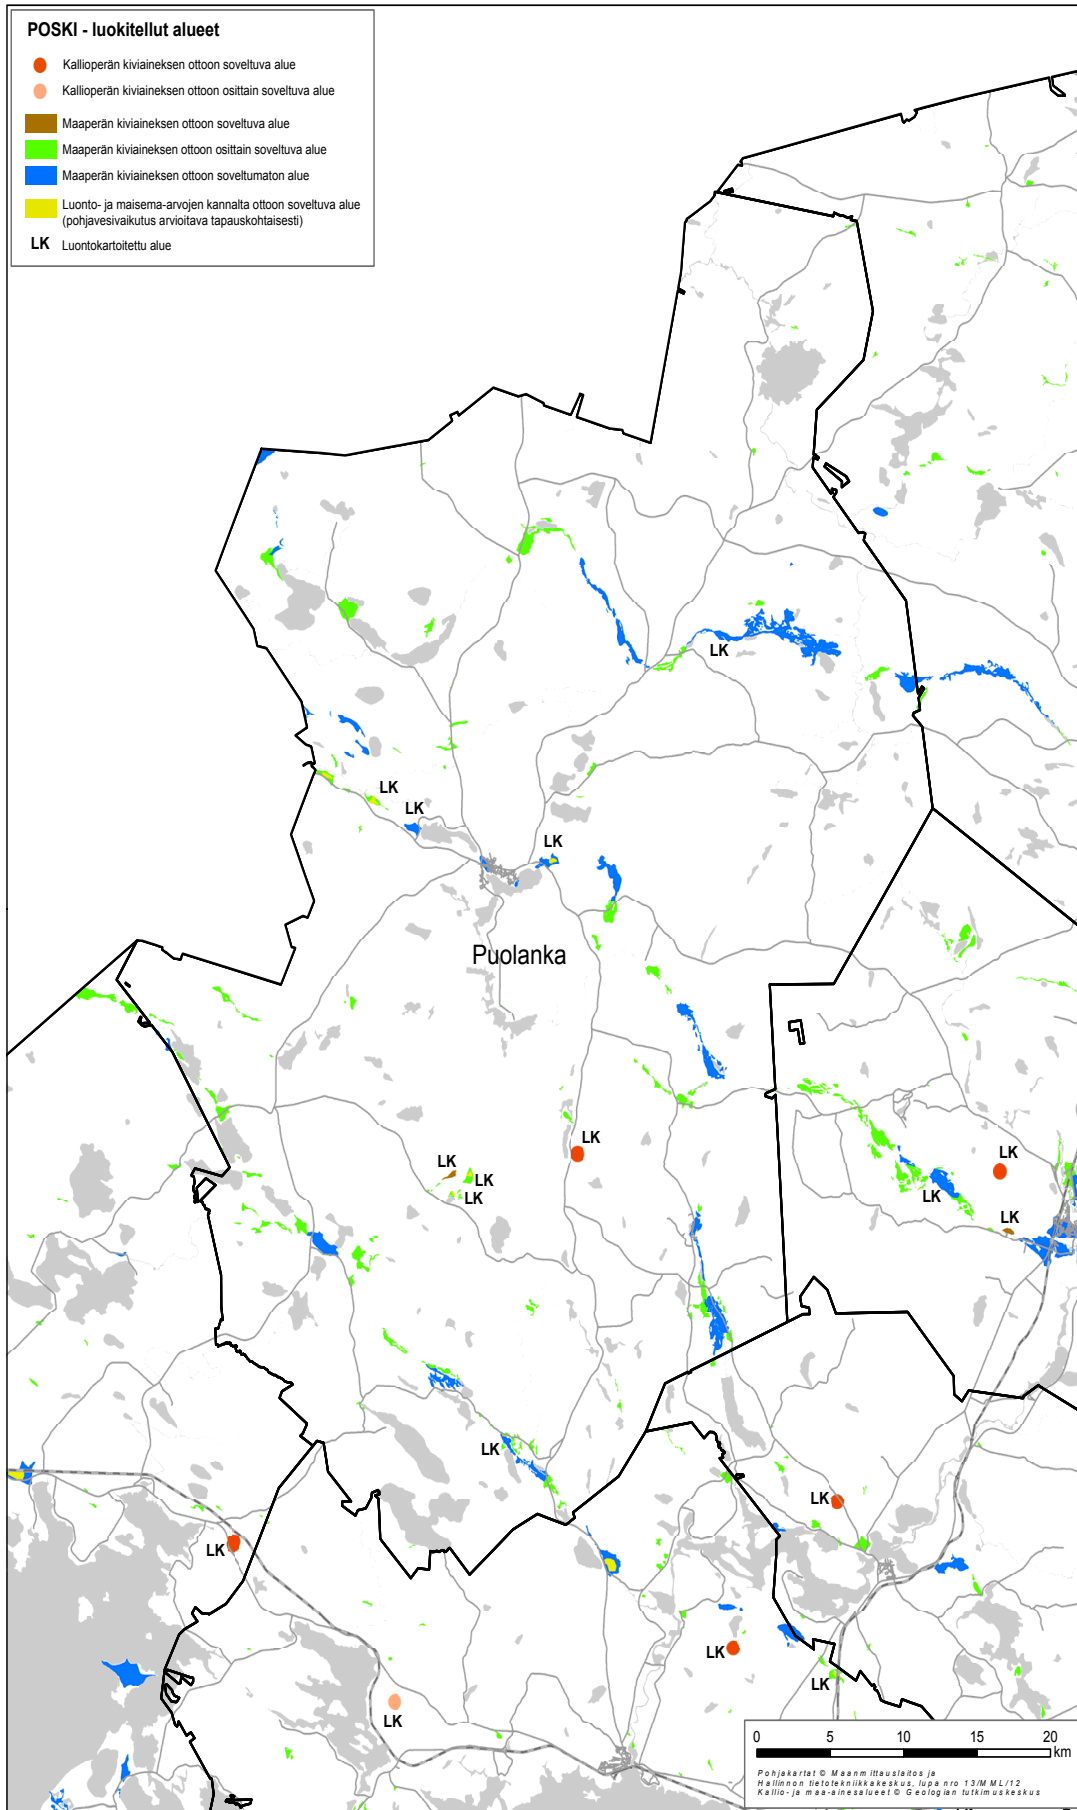 POSKI - luokitellut alueet
Kallioperän kiviaineksen ottoon soveltuva alue
Kallioperän kiviaineksen ottoon osittain soveltuva alue
Maaperän kiviaineksen ottoon soveltuva alue
Maaperän kiviaineksen ottoon osittain soveltuva alue
Maaperän kiviaineksen ottoon soveltumaton alue
Luonto- ja maisema-arvojen kannalta ottoon soveltuva alue
(pohjavesivaikutus arvioitava tapauskohtaisesti)
LK Luontokartoitettu alue
LK
LK
LK
LK
Puolanka
LK
LK
LK
LK
LK
LK
LK
LK
LK
LK
LK
LK
LK
0 5 10 15 20
km
Pohjakartat © Maanmittauslaitos ja
Hallinnon tietotekniikkakeskus, lupa nro 13/MML/12
Kallio- ja maa-ainesalueet © Geologian tutkimuskeskus